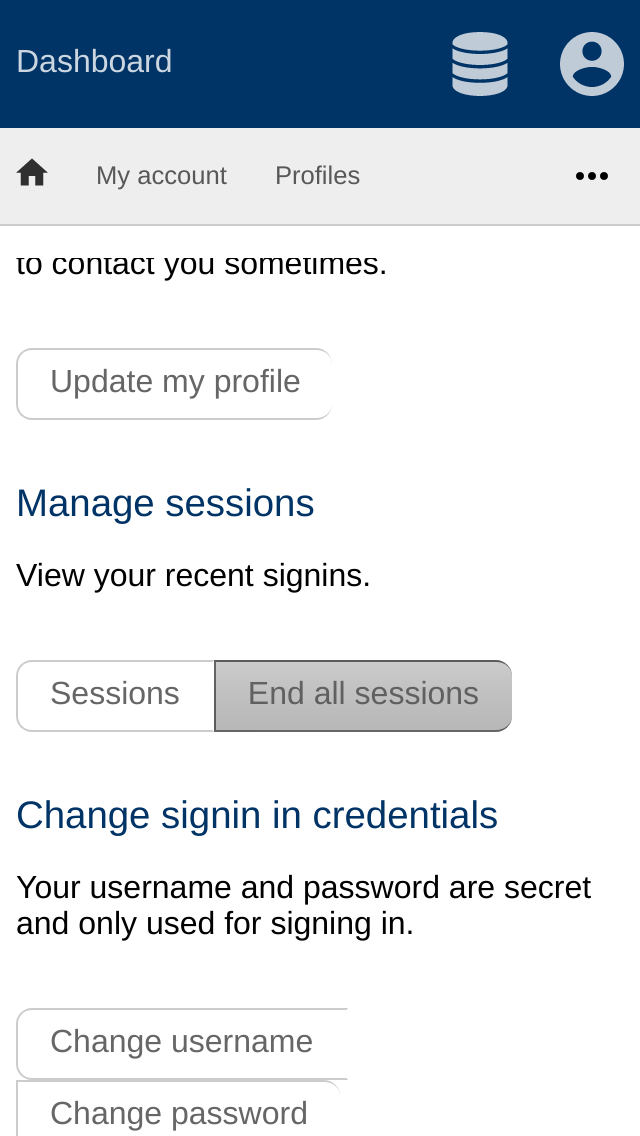 Dashboard
My account Profiles
to contact you sometimes.
Update my profile
Manage sessions
View your recent signins.
Sessions End all sessions
Change signin in credentials
Your username and password are secret
and only used for signing in.
Change username
Change password